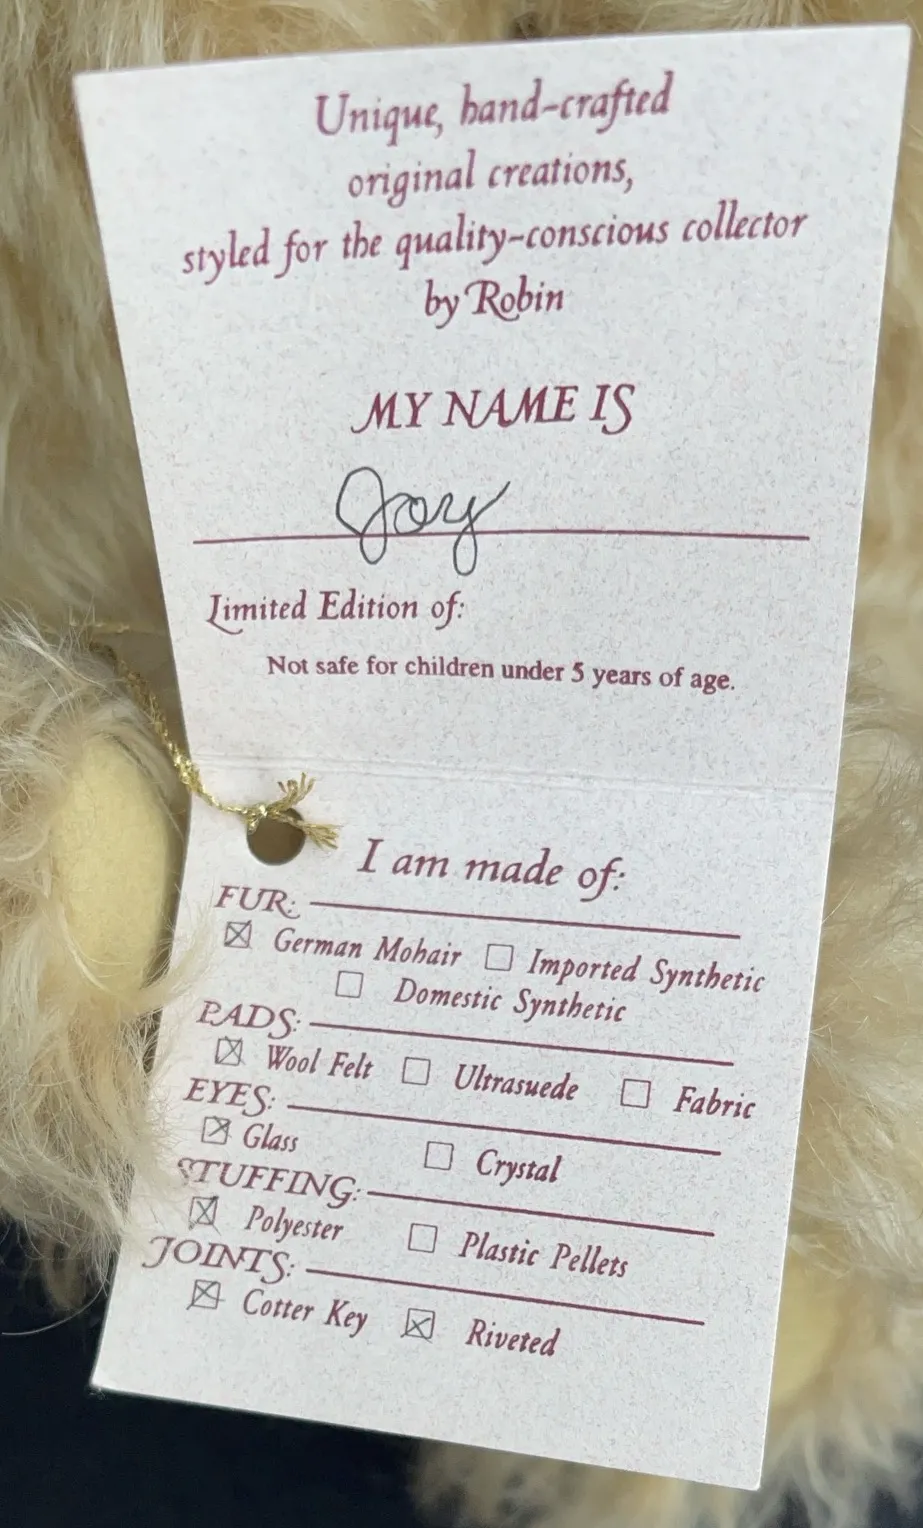 Unique, hand-crafted
original creations,
styled for the quality-conscious collector
by Robin
MY NAME IS
Joey
Limited Edition of:
Not safe for children under 5 years of age.
I am made of:
FUR:
☒ German Mohair ☐ Imported Synthetic
☐ Domestic Synthetic
PADS:
☒ Wool Felt ☐ Ultrasuede ☐ Fabric
EYES:
☒ Glass ☐ Crystal
STUFFING:
☒ Polyester ☐ Plastic Pellets
JOINTS:
☒ Cotter Key ☒ Riveted